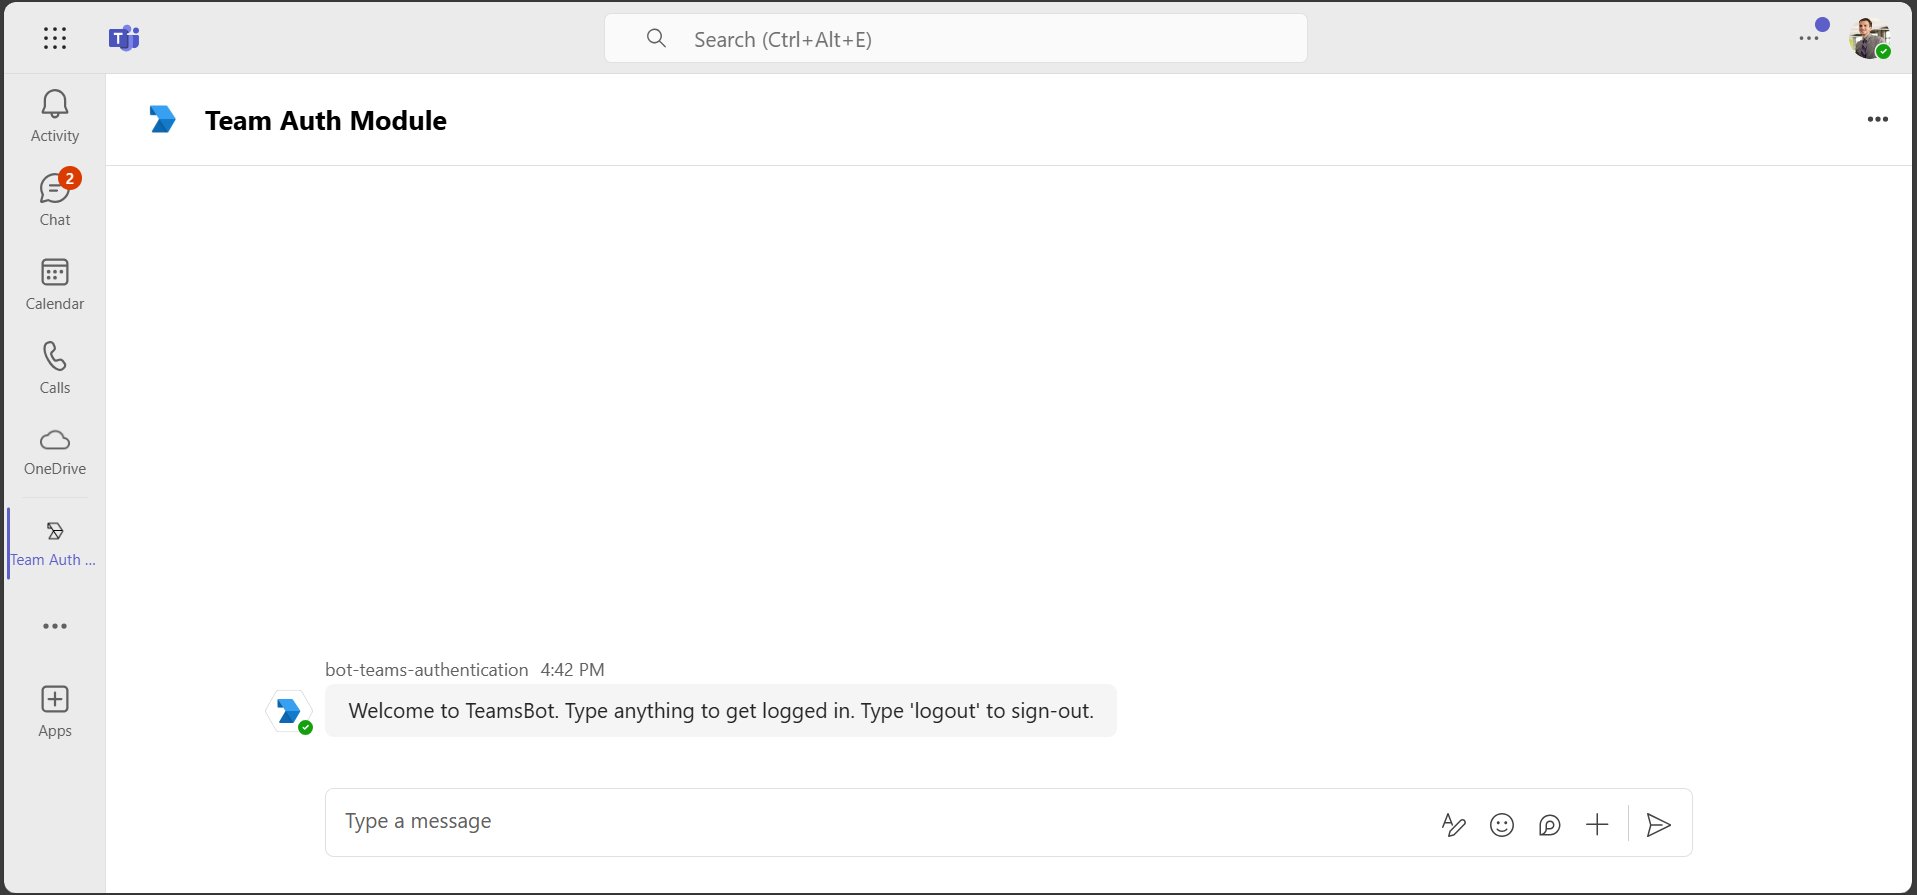 T
Search (Ctrl+Alt+E)
Activity
2
Chat
Calendar
Calls
OneDrive
Team Auth ...
Apps
Team Auth Module
bot-teams-authentication 4:42 PM
Welcome to TeamsBot. Type anything to get logged in. Type 'logout' to sign-out.
Type a message